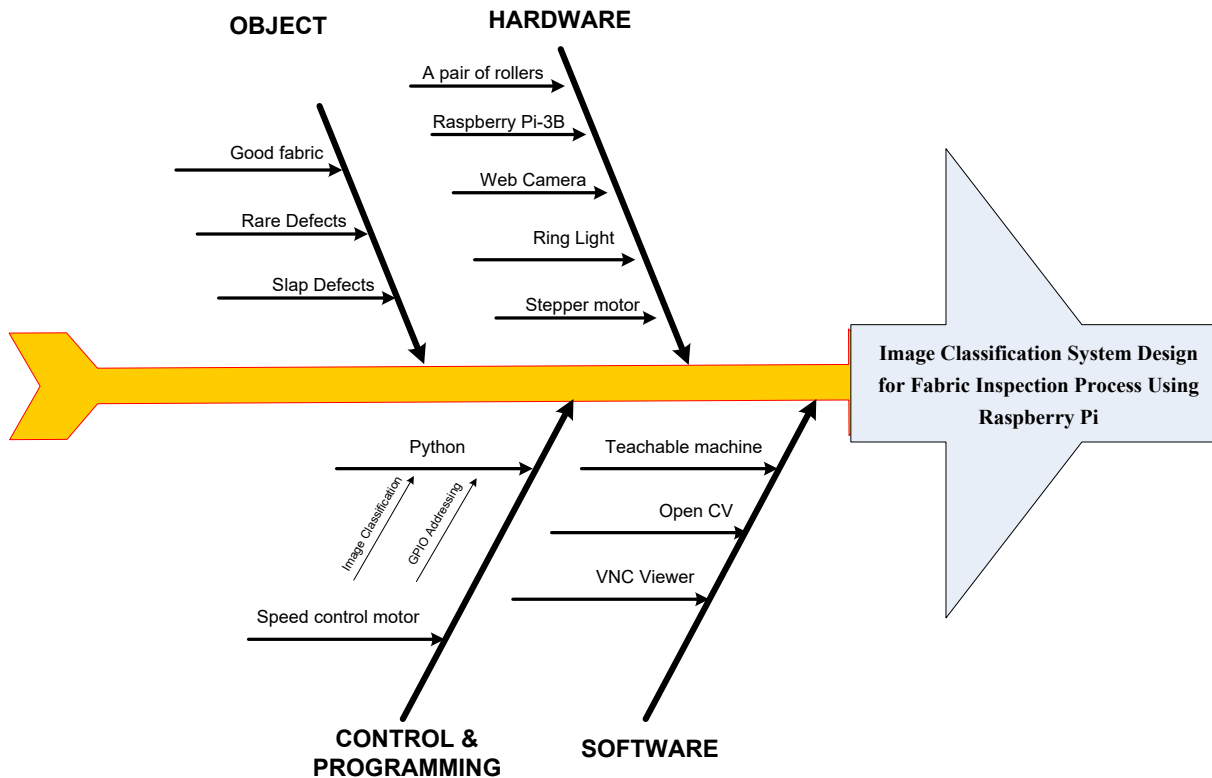 OBJECT
HARDWARE
Good fabric
Rare Defects
Slap Defects
A pair of rollers
Raspberry Pi-3B
Web Camera
Ring Light
Stepper motor
Image Classification System Design
for Fabric Inspection Process Using
Raspberry Pi
Python
Image Classification
GPIO Addressing
Speed control motor
Teachable machine
Open CV
VNC Viewer
CONTROL &
PROGRAMMING
SOFTWARE